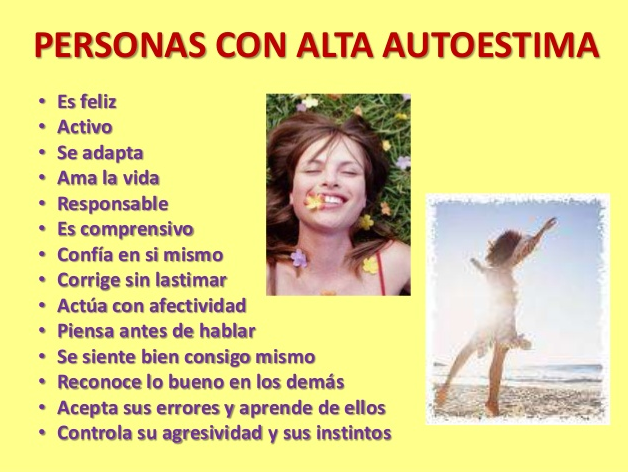 PERSONAS CON ALTA AUTOESTIMA
• Es feliz
• Activo
• Se adapta
• Ama la vida
• Responsable
• Es comprensivo
• Confía en si mismo
• Corrige sin lastimar
• Actúa con afectividad
• Piensa antes de hablar
• Se siente bien consigo mismo
• Reconoce lo bueno en los demás
• Acepta sus errores y aprende de ellos
• Controla su agresividad y sus instintos